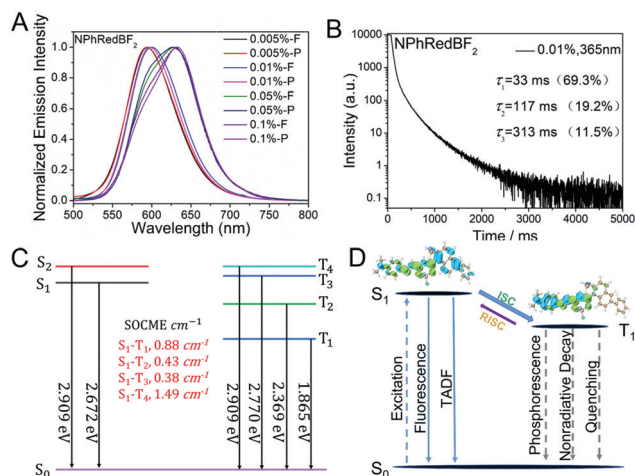 A
NPhRedBF2
0.005%-F
0.005%-P
0.01%-F
0.01%-P
0.05%-F
0.05%-P
0.1%-F
0.1%-P
Normalized Emission Intensity
1.0
0.8
0.6
0.4
0.2
0.0
500 550 600 650 700 750
Wavelength (nm)
B
NPhRedBF2
0.01%,365nm
τ1=33 ms (69.3%)
τ2=117 ms (19.2%)
τ3=313 ms (11.5%)
Intensity (a.u.)
10000
1000
100
10
1
0.1
0 1000 2000 3000 4000 5000
Time / ms
C
S2
S1
T4
T3
T2
T1
SOCME cm⁻¹
S1-T1, 0.88 cm⁻¹
S1-T2, 0.43 cm⁻¹
S1-T3, 0.38 cm⁻¹
S1-T4, 1.49 cm⁻¹
2.909 eV
2.672 eV
2.909 eV
2.770 eV
2.369 eV
1.865 eV
S0
D
S1
ISC
RISC
T1
Excitation
Fluorescence
TADF
Phosphorescence
Nonradiative Decay
Quenching
S0